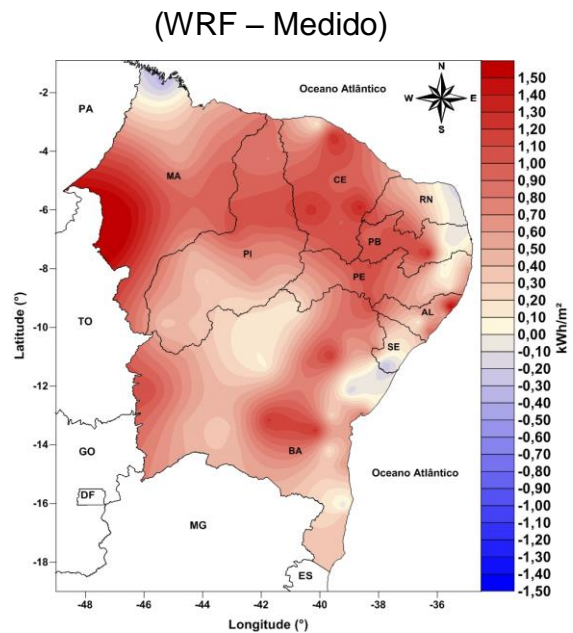 (WRF – Medido)
N
W E
S
Oceano Atlântico
PA
MA
CE
RN
PB
PI
PE
AL
TO
SE
BA
GO
DF
MG
ES
Oceano Atlântico
-2
-4
-6
-8
-10
-12
-14
-16
-18
Latitude (°)
-48 -46 -44 -42 -40 -38 -36
Longitude (°)
1,50
1,30
1,20
1,10
1,00
0,90
0,80
0,70
0,60
0,50
0,40
0,30
0,20
0,10
0,00
-0,10
-0,20
-0,30
-0,40
-0,50
-0,60
-0,70
-0,80
-0,90
-1,00
-1,10
-1,20
-1,30
-1,40
-1,50
kWh/m²